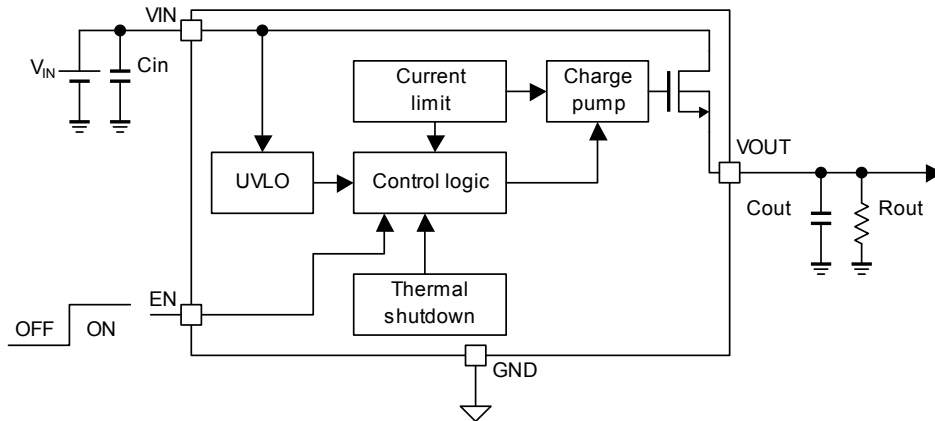 VIN
VIN
Cin
Current
limit
Charge
pump
VOUT
UVLO
Control logic
Cout
Rout
EN
Thermal
shutdown
OFF
ON
GND